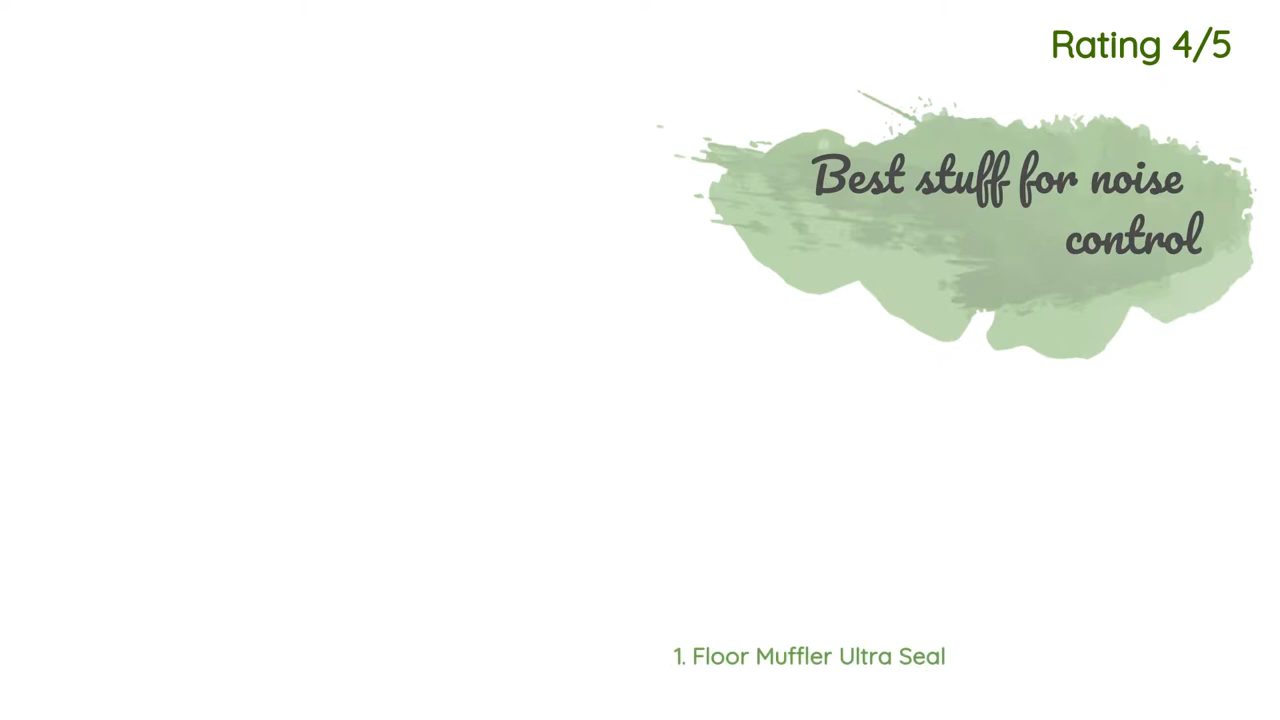 Rating 4/5
Best stuff for noise
control
1. Floor Muffler Ultra Seal